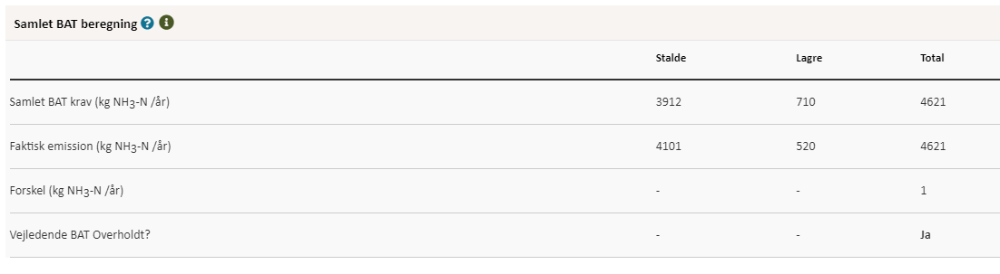 Samlet BAT beregning ? i
Stalde Lagre Total
Samlet BAT krav (kg NH3-N /år) 3912 710 4621
Faktisk emission (kg NH3-N /år) 4101 520 4621
Forskel (kg NH3-N /år) - - 1
Vejledende BAT Overholdt? - - Ja